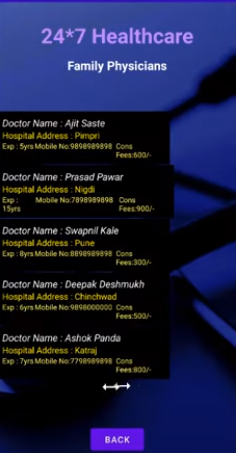 24*7 Healthcare
Family Physicians
Doctor Name : Ajit Saste
Hospital Address : Pimpri
Exp : 5yrs Mobile No:9898989898 Cons
Fees:600/-
Doctor Name : Prasad Pawar
Hospital Address : Nigdi
Exp : Mobile No:7898989898 Cons
15yrs Fees:900/-
Doctor Name : Swapnil Kale
Hospital Address : Pune
Exp : 8yrs Mobile No:8898989898 Cons
Fees:300/-
Doctor Name : Deepak Deshmukh
Hospital Address : Chinchwad
Exp : 6yrs Mobile No:9898000000 Cons
Fees:500/-
Doctor Name : Ashok Panda
Hospital Address : Katraj
Exp : 7yrs Mobile No:7798989898 Cons
Fees:800/-
BACK